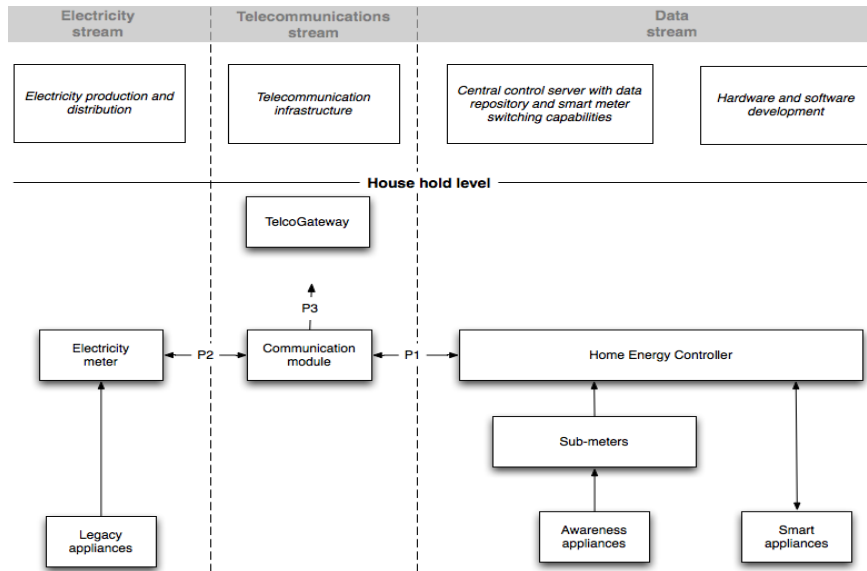 Electricity
stream
Telecommunications
stream
Data
stream
Electricity production and
distribution
Telecommunication
infrastructure
Central control server with data
repository and smart meter
switching capabilities
Hardware and software
development
House hold level
TelcoGateway
P3
Electricity
meter
P2
Communication
module
P1
Home Energy Controller
Sub-meters
Legacy
appliances
Awareness
appliances
Smart
appliances